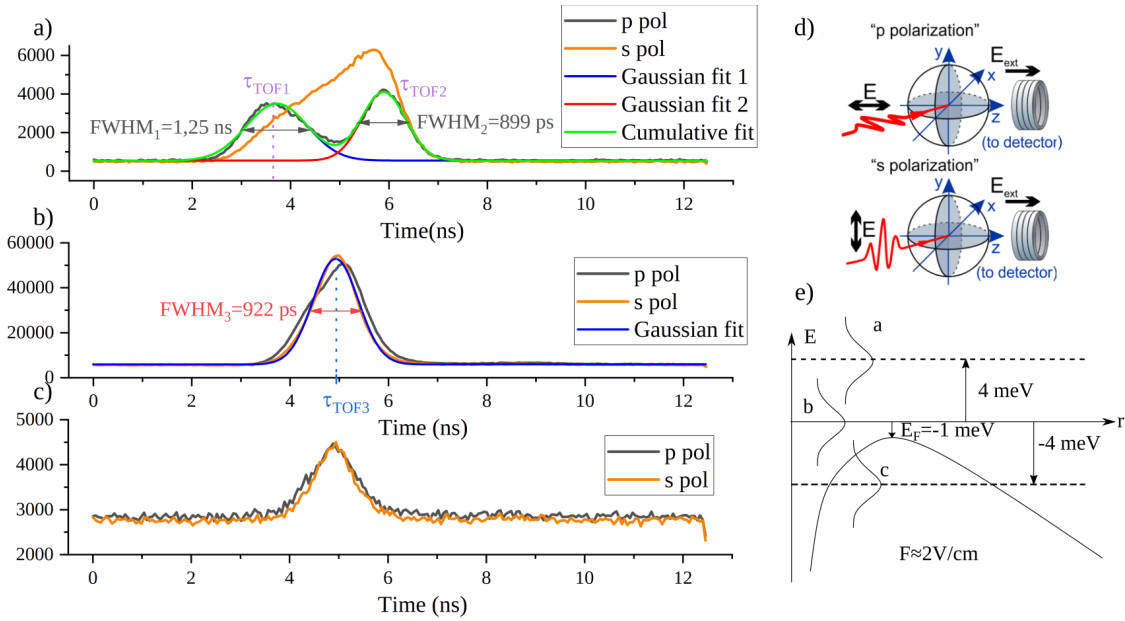 a)
p pol
s pol
Gaussian fit 1
Gaussian fit 2
Cumulative fit
τTOF1
τTOF2
FWHM1=1,25 ns
FWHM2=899 ps
6000
4000
2000
0
0 2 4 6 8 10 12
Time(ns)
b)
60000
40000
20000
0
p pol
s pol
Gaussian fit
FWHM3=922 ps
0 2 4 6 8 10 12
τTOF3
Time (ns)
c)
5000
4000
3000
2000
p pol
s pol
0 2 4 6 8 10 12
Time (ns)
d)
“p polarization”
y
x
z
E
Eext
(to detector)
“s polarization”
y
x
z
E
Eext
(to detector)
e)
E
a
4 meV
b
r
EF=-1 meV
-4 meV
c
F≈2V/cm